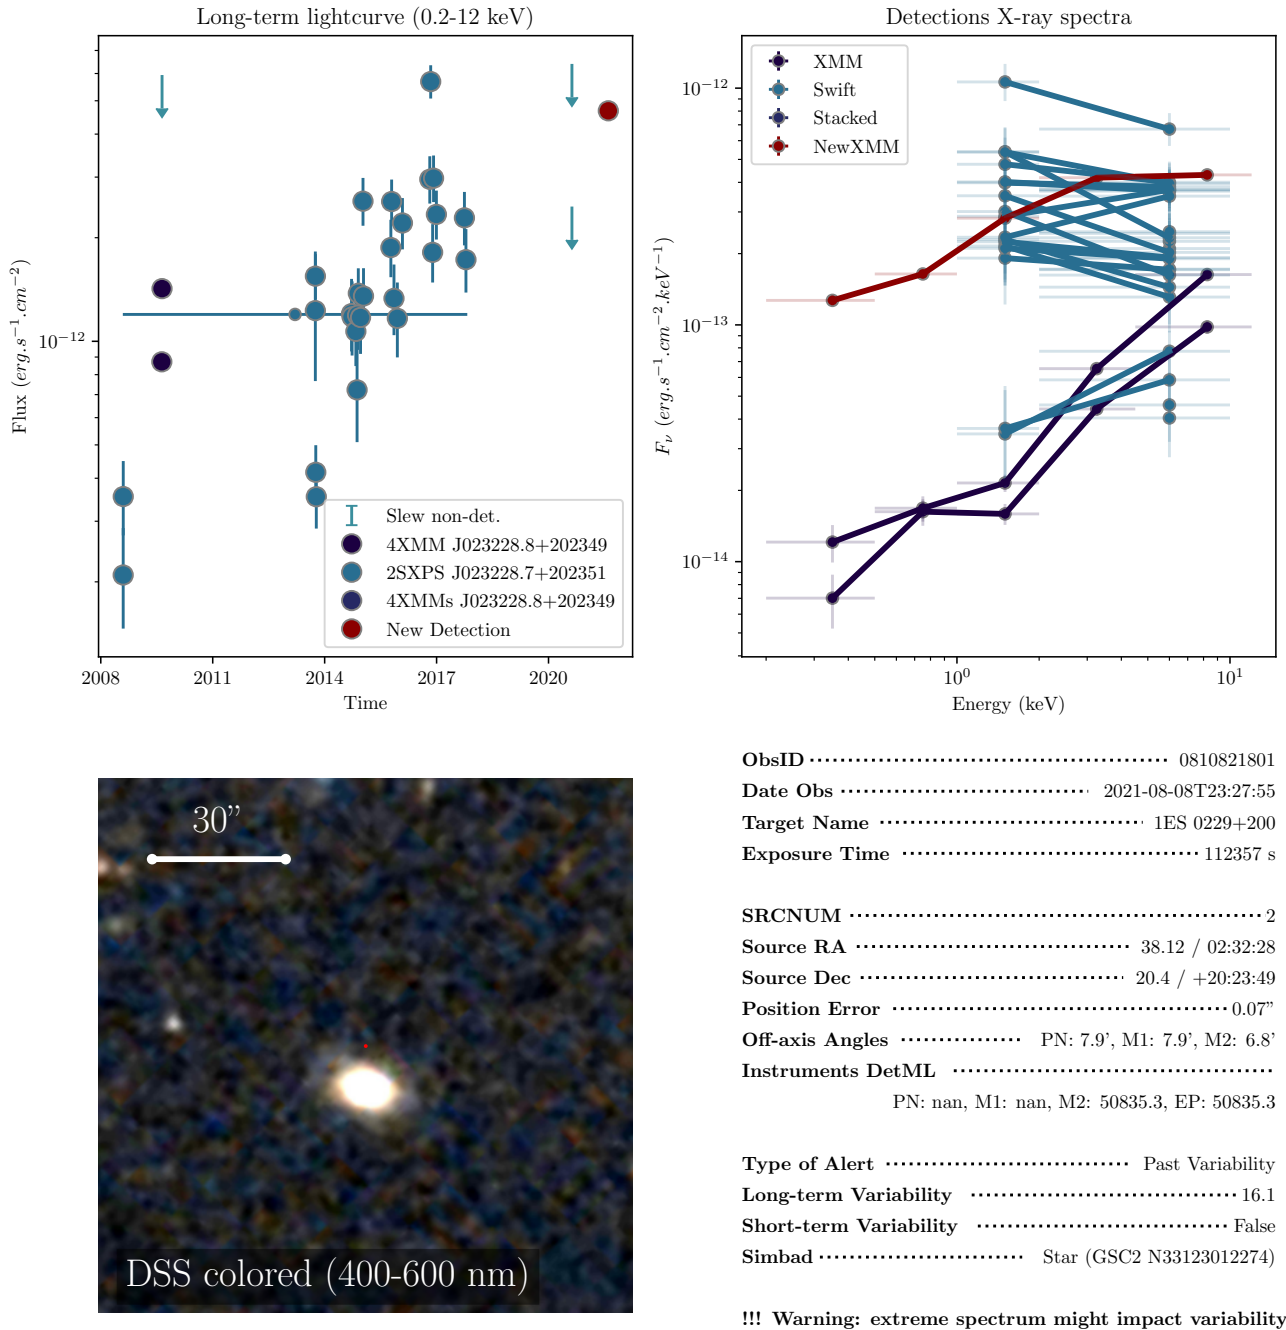 Long-term lightcurve (0.2-12 keV)
Flux (erg.s−1.cm−2)
10−12
2008 2011 2014 2017 2020
Time
Slew non-det.
4XMM J023228.8+202349
2SXPS J023228.7+202351
4XMMs J023228.8+202349
New Detection
Detections X-ray spectra
XMM
Swift
Stacked
NewXMM
Fν (erg.s−1.cm−2.keV−1)
10−12
10−13
10−14
10⁰ 10¹
Energy (keV)
30”
DSS colored (400-600 nm)
ObsID 0810821801
Date Obs 2021-08-08T23:27:55
Target Name 1ES 0229+200
Exposure Time 112357 s
SRCNUM 2
Source RA 38.12 / 02:32:28
Source Dec 20.4 / +20:23:49
Position Error 0.07”
Off-axis Angles PN: 7.9’, M1: 7.9’, M2: 6.8’
Instruments DetML
PN: nan, M1: nan, M2: 50835.3, EP: 50835.3
Type of Alert Past Variability
Long-term Variability 16.1
Short-term Variability False
Simbad Star (GSC2 N33123012274)
!!! Warning: extreme spectrum might impact variability